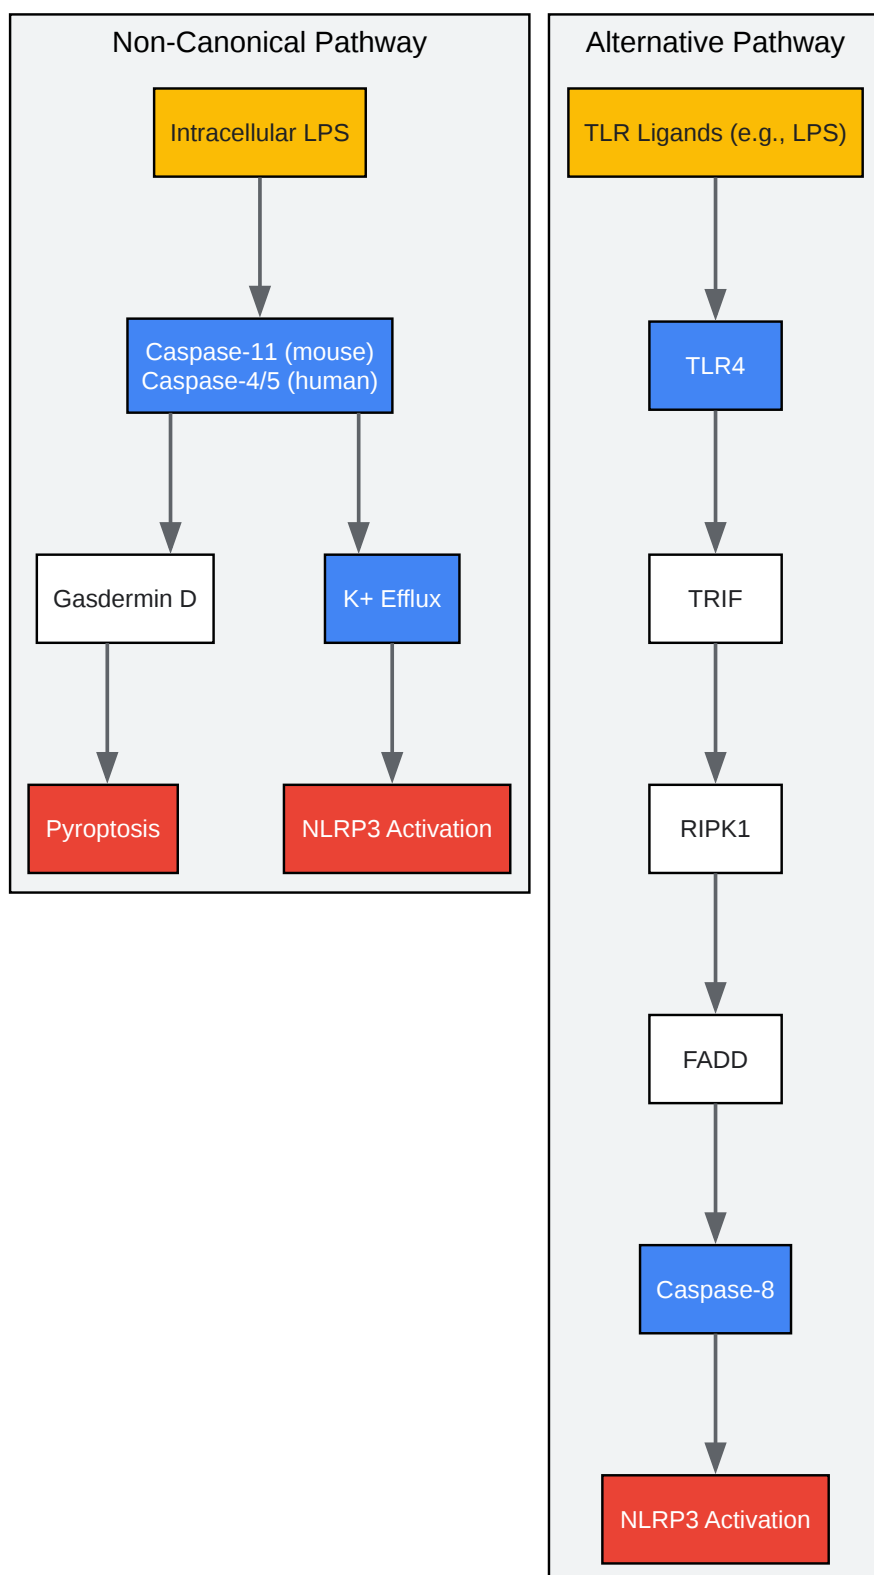 Non-Canonical Pathway
Intracellular LPS
Caspase-11 (mouse)
Caspase-4/5 (human)
Gasdermin D
K+ Efflux
Pyroptosis
NLRP3 Activation
Alternative Pathway
TLR Ligands (e.g., LPS)
TLR4
TRIF
RIPK1
FADD
Caspase-8
NLRP3 Activation